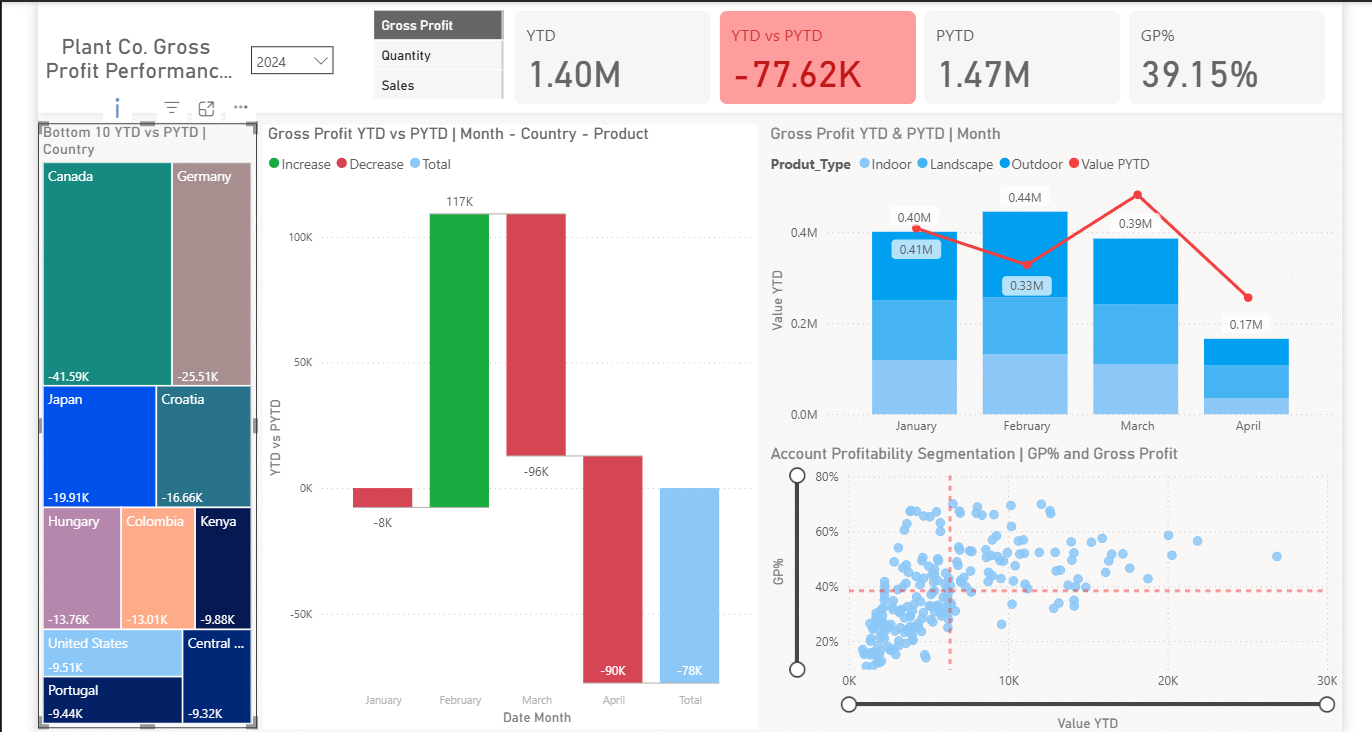 Plant Co. Gross
Profit Performanc...
2024
Gross Profit
Quantity
Sales
YTD
1.40M
YTD vs PYTD
-77.62K
PYTD
1.47M
GP%
39.15%
Bottom 10 YTD vs PYTD |
Country
Canada
-41.59K
Germany
-25.51K
Japan
-19.91K
Croatia
-16.66K
Hungary
-13.76K
Colombia
-13.01K
Kenya
-9.88K
United States
-9.51K
Central ...
-9.32K
Portugal
-9.44K
Gross Profit YTD vs PYTD | Month - Country - Product
Increase Decrease Total
YTD vs PYTD
100K
50K
0K
-50K
-8K
117K
-96K
-90K
-78K
January February March April Total
Date Month
Gross Profit YTD & PYTD | Month
Produt_Type Indoor Landscape Outdoor Value PYTD
Value YTD
0.4M
0.2M
0.0M
0.40M
0.41M
0.44M
0.33M
0.39M
0.17M
January February March April
Account Profitability Segmentation | GP% and Gross Profit
GP%
80%
60%
40%
20%
0K 10K 20K 30K
Value YTD